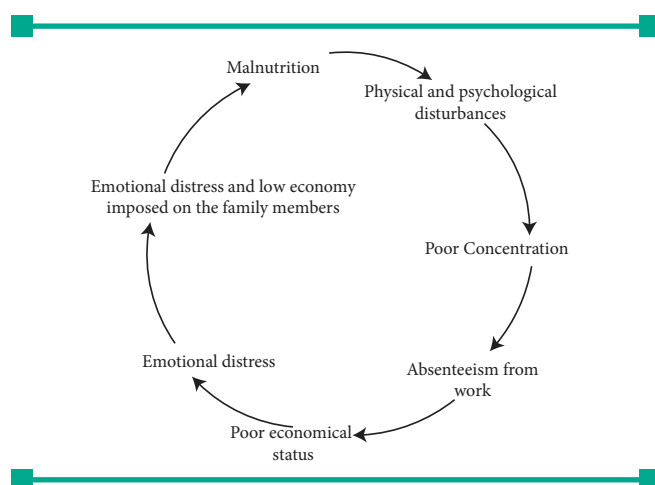 Malnutrition
Physical and psychological
disturbances
Poor Concentration
Absenteeism from
work
Poor economical
status
Emotional distress
Emotional distress and low economy
imposed on the family members